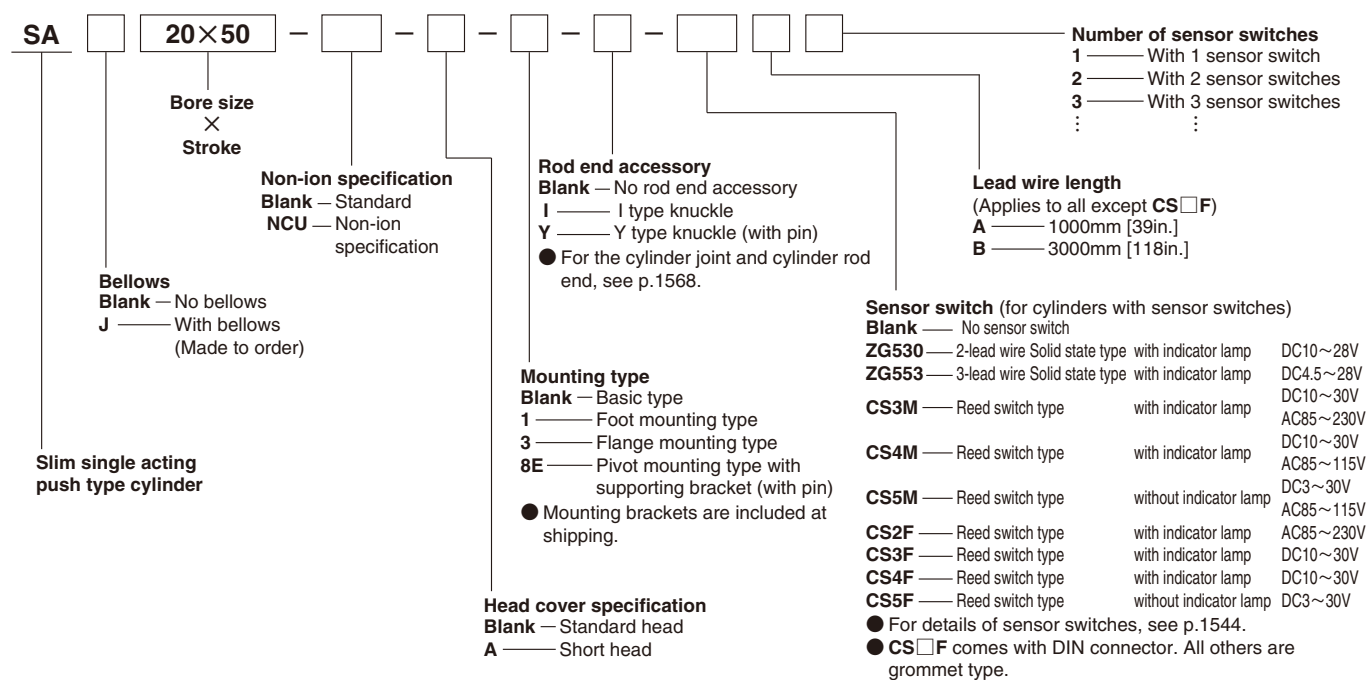 SA □ 20×50 － □ － □ － □ － □ － □ □ □
Bore size
×
Stroke
Number of sensor switches
1 — With 1 sensor switch
2 — With 2 sensor switches
3 — With 3 sensor switches
⋮ ⋮
Non-ion specification
Blank — Standard
NCU — Non-ion
specification
Rod end accessory
Blank — No rod end accessory
I — I type knuckle
Y — Y type knuckle (with pin)
● For the cylinder joint and cylinder rod
end, see p.1568.
Lead wire length
(Applies to all except CS□F)
A — 1000mm [39in.]
B — 3000mm [118in.]
Bellows
Blank — No bellows
J — With bellows
(Made to order)
Sensor switch (for cylinders with sensor switches)
Blank — No sensor switch
ZG530 — 2-lead wire Solid state type with indicator lamp DC10～28V
ZG553 — 3-lead wire Solid state type with indicator lamp DC4.5～28V
CS3M — Reed switch type with indicator lamp DC10～30V
AC85～230V
CS4M — Reed switch type with indicator lamp DC10～30V
AC85～115V
CS5M — Reed switch type without indicator lamp DC3～30V
AC85～115V
CS2F — Reed switch type with indicator lamp AC85～230V
CS3F — Reed switch type with indicator lamp DC10～30V
CS4F — Reed switch type with indicator lamp DC10～30V
CS5F — Reed switch type without indicator lamp DC3～30V
● For details of sensor switches, see p.1544.
● CS□F comes with DIN connector. All others are
grommet type.
Mounting type
Blank — Basic type
1 — Foot mounting type
3 — Flange mounting type
8E — Pivot mounting type with
supporting bracket (with pin)
● Mounting brackets are included at
shipping.
Slim single acting
push type cylinder
Head cover specification
Blank — Standard head
A — Short head